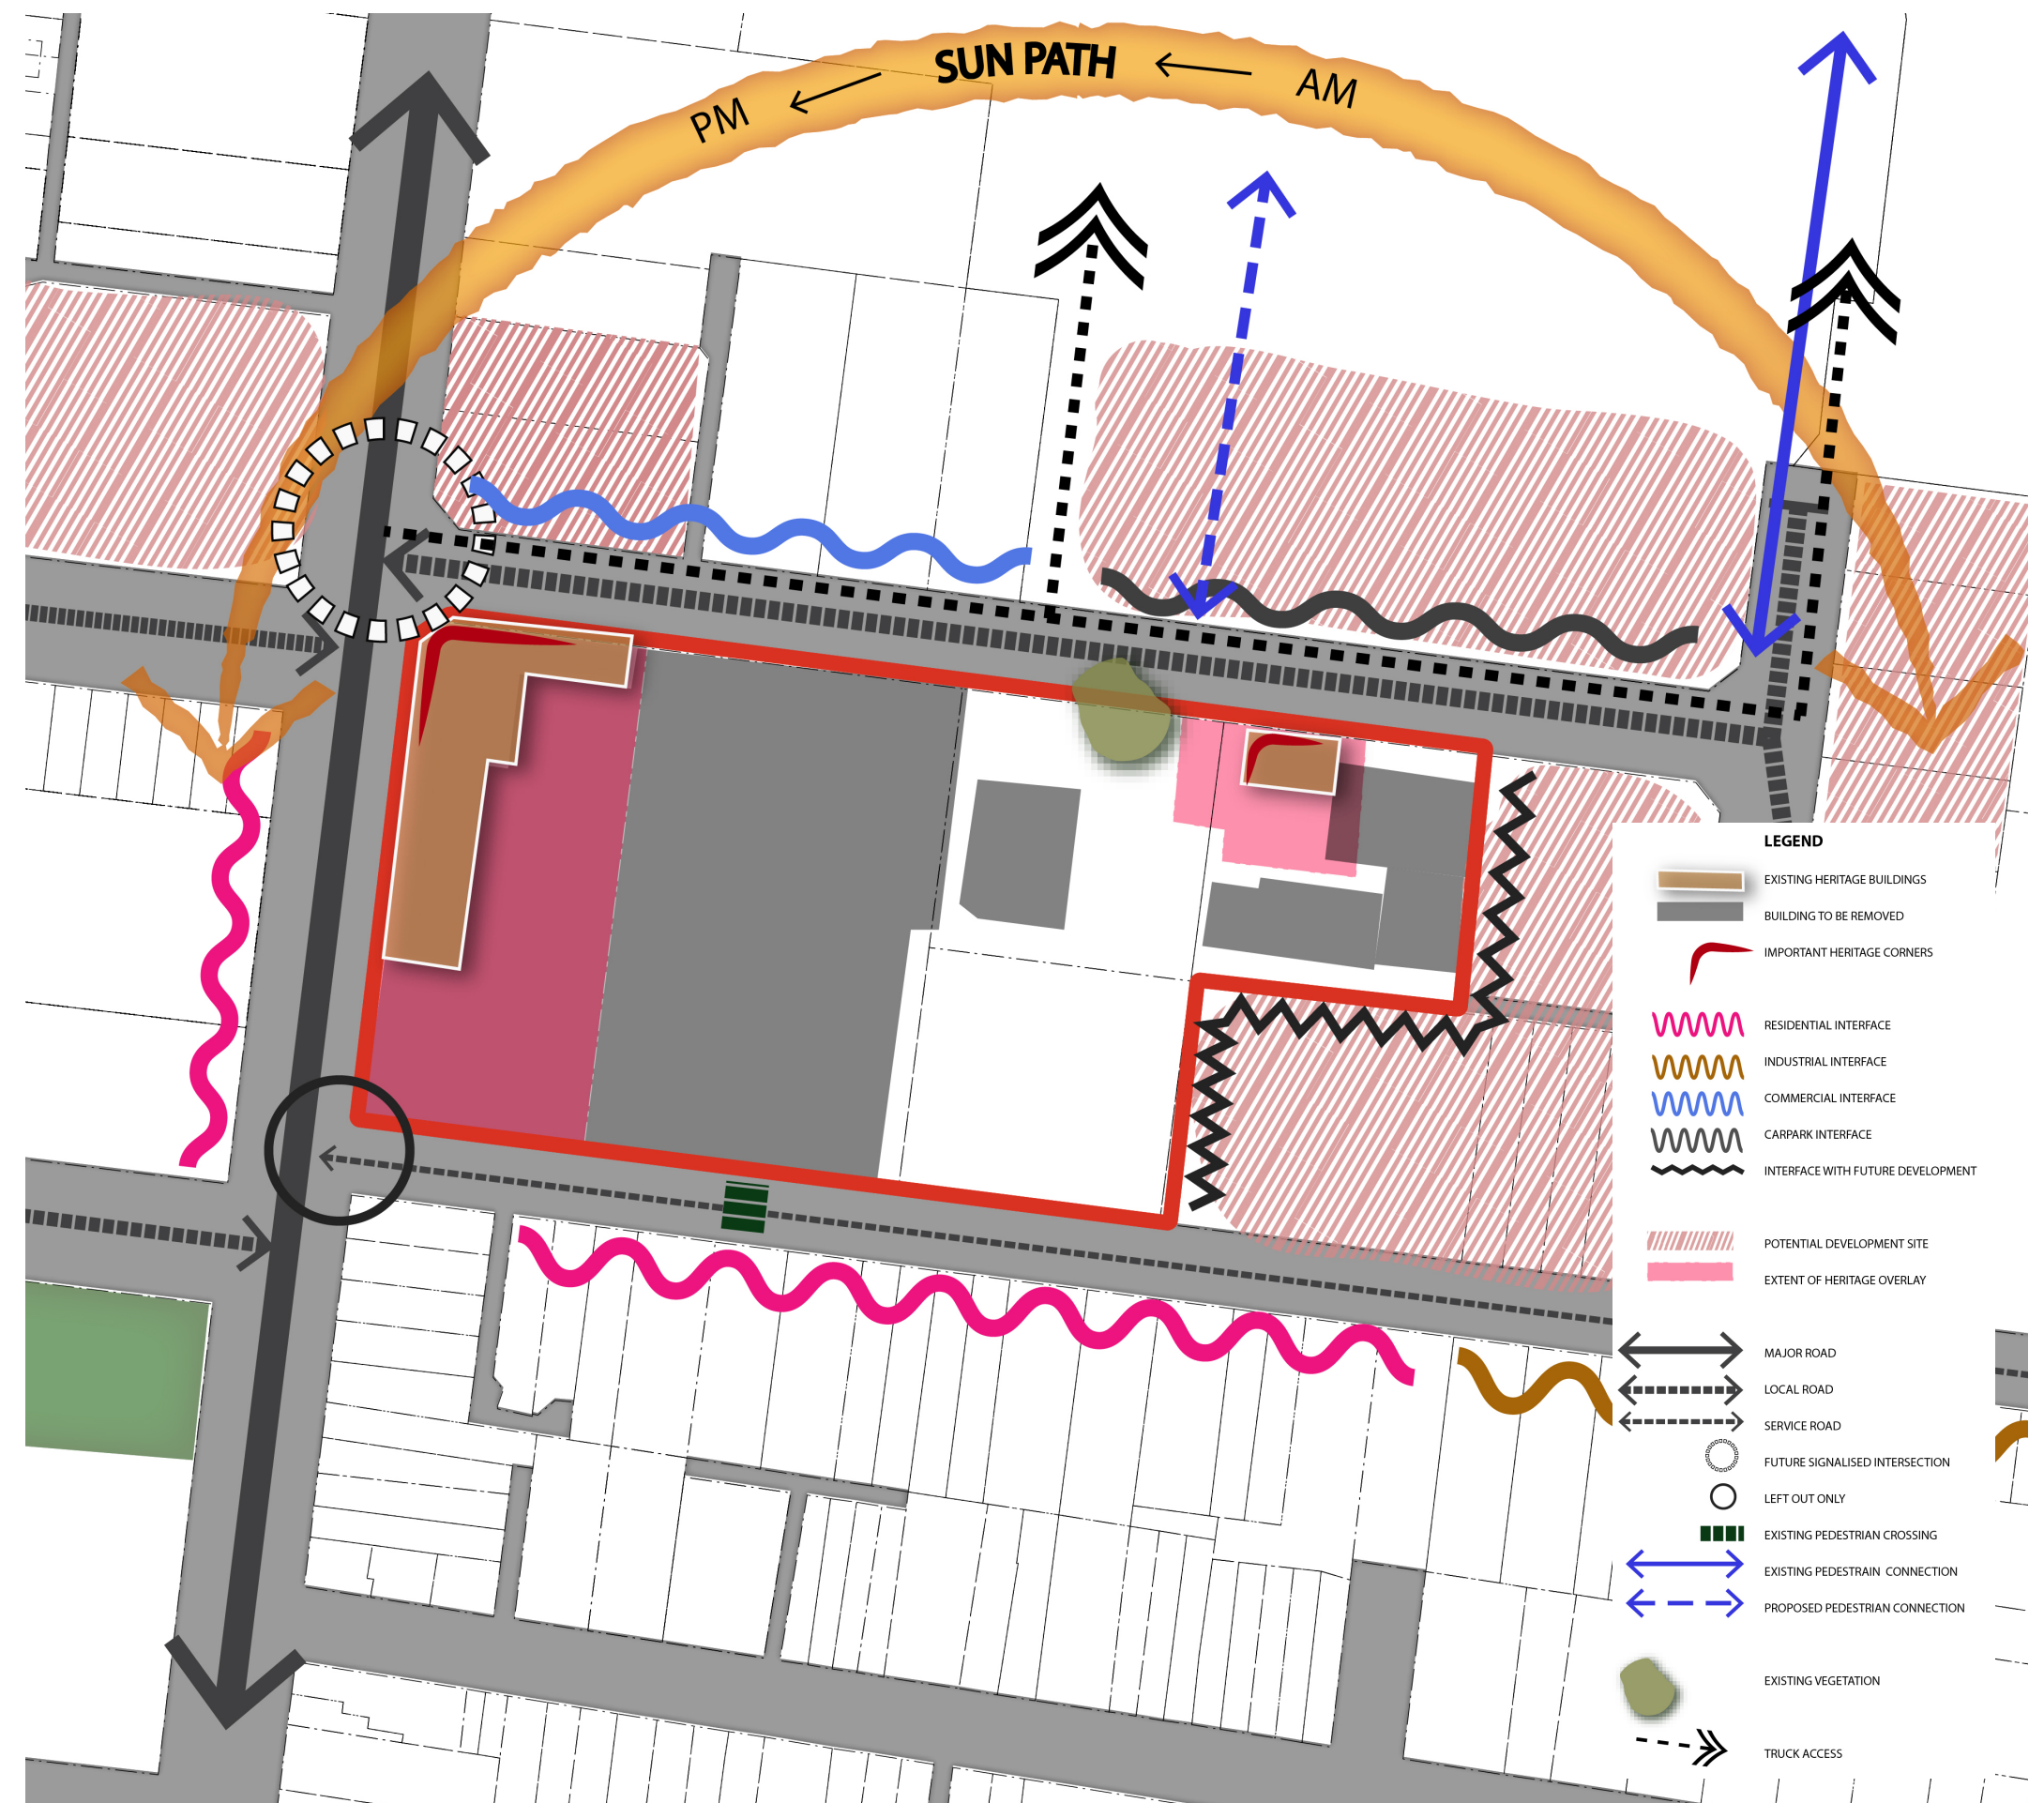 SUN PATH
AM
PM
LEGEND
EXISTING HERITAGE BUILDINGS
BUILDING TO BE REMOVED
IMPORTANT HERITAGE CORNERS
RESIDENTIAL INTERFACE
INDUSTRIAL INTERFACE
COMMERCIAL INTERFACE
CARPARK INTERFACE
INTERFACE WITH FUTURE DEVELOPMENT
POTENTIAL DEVELOPMENT SITE
EXTENT OF HERITAGE OVERLAY
MAJOR ROAD
LOCAL ROAD
SERVICE ROAD
FUTURE SIGNALISED INTERSECTION
LEFT OUT ONLY
EXISTING PEDESTRIAN CROSSING
EXISTING PEDESTRAIN CONNECTION
PROPOSED PEDESTRIAN CONNECTION
EXISTING VEGETATION
TRUCK ACCESS